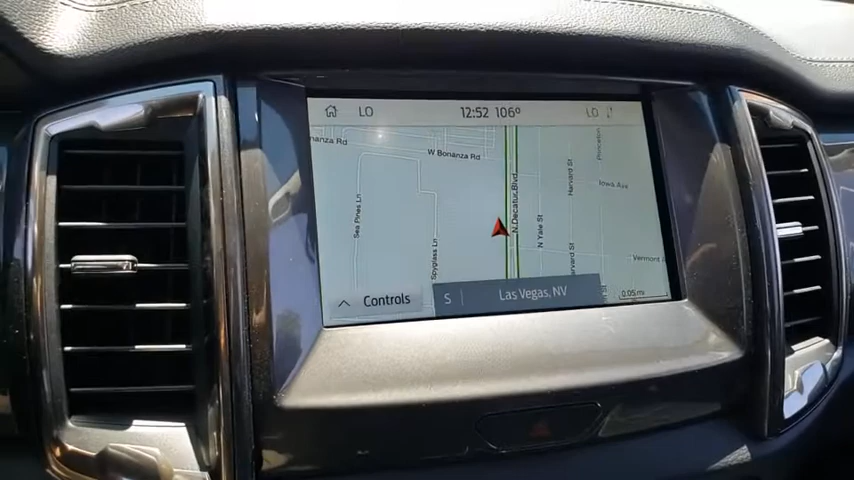 LO 12:52 106° LO
Bonanza Rd
W Bonanza Rd
Princeton
Iowa Ave
Harvard
Sea Pines Ln
N Decatur Blvd
N Yale St
Spyglass Ln
Vermont
Controls
S Las Vegas, NV
0.05 mi